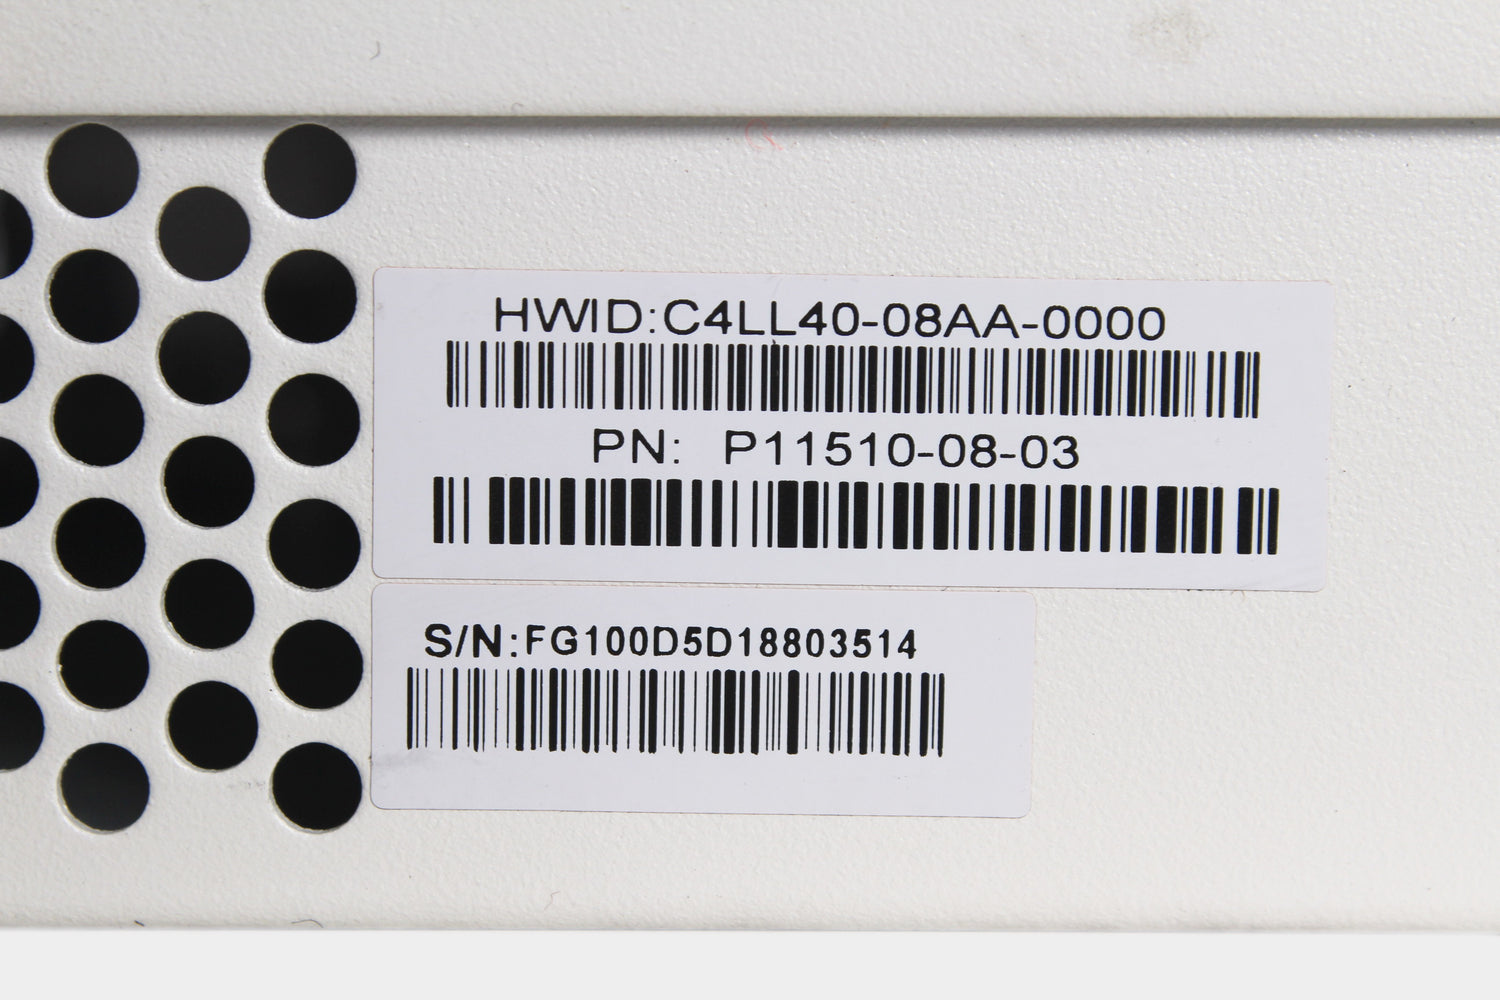 HWID:C4LL40-08AA-0000
PN: P11510-08-03
S/N:FG100D5D18803514